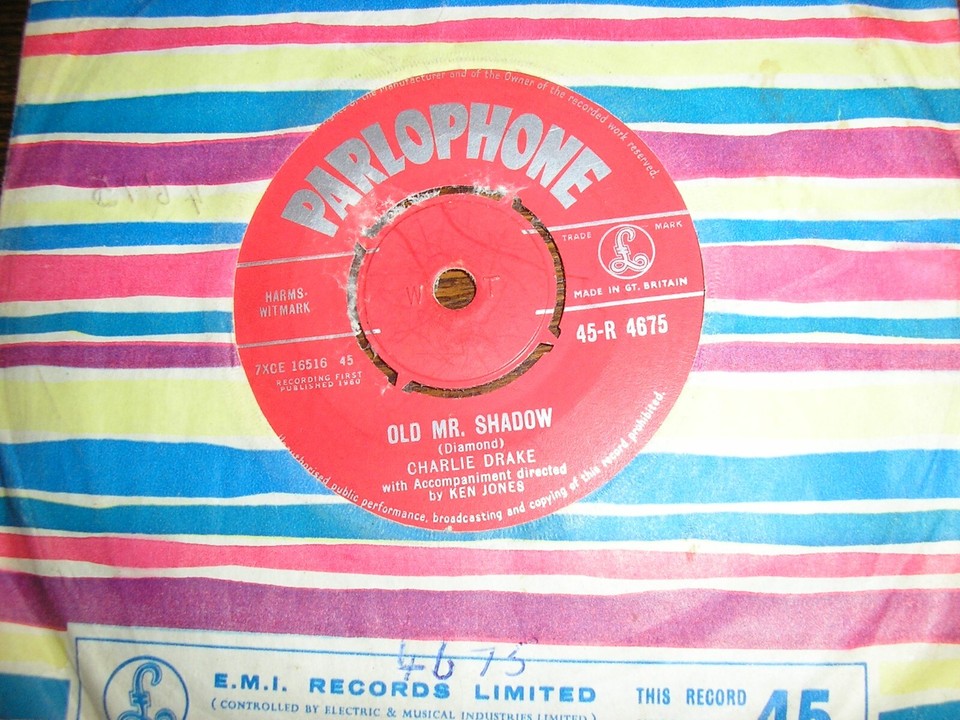 of the Manufacturer and of the Owner of the recorded work reserved.
PARLOPHONE
TRADE MARK
£
MADE IN GT. BRITAIN
HARMS-
WITMARK
W T
45-R 4675
7XCE 16516 45
RECORDING FIRST
PUBLISHED 1960
OLD MR. SHADOW
(Diamond)
CHARLIE DRAKE
with Accompaniment directed
by KEN JONES
public performance, broadcasting and copying of this record prohibited.
4675
4675
£
E.M.I. RECORDS LIMITED
(CONTROLLED BY ELECTRIC & MUSICAL INDUSTRIES LIMITED)
THIS RECORD 45